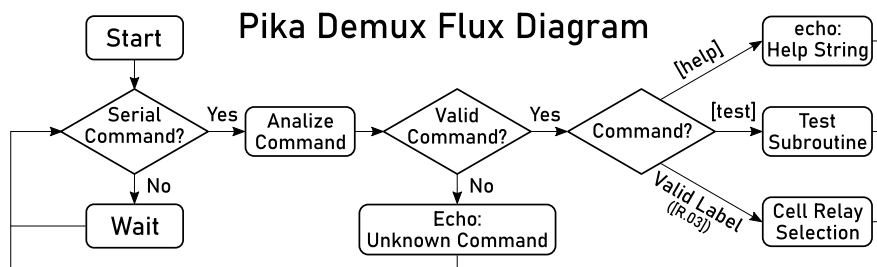 Pika Demux Flux Diagram
Start
Serial
Command?
Yes
No
Wait
Analize
Command
Valid
Command?
Yes
No
Echo:
Unknown Command
Command?
[help]
[test]
Valid Label
([R.03])
echo:
Help String
Test
Subroutine
Cell Relay
Selection